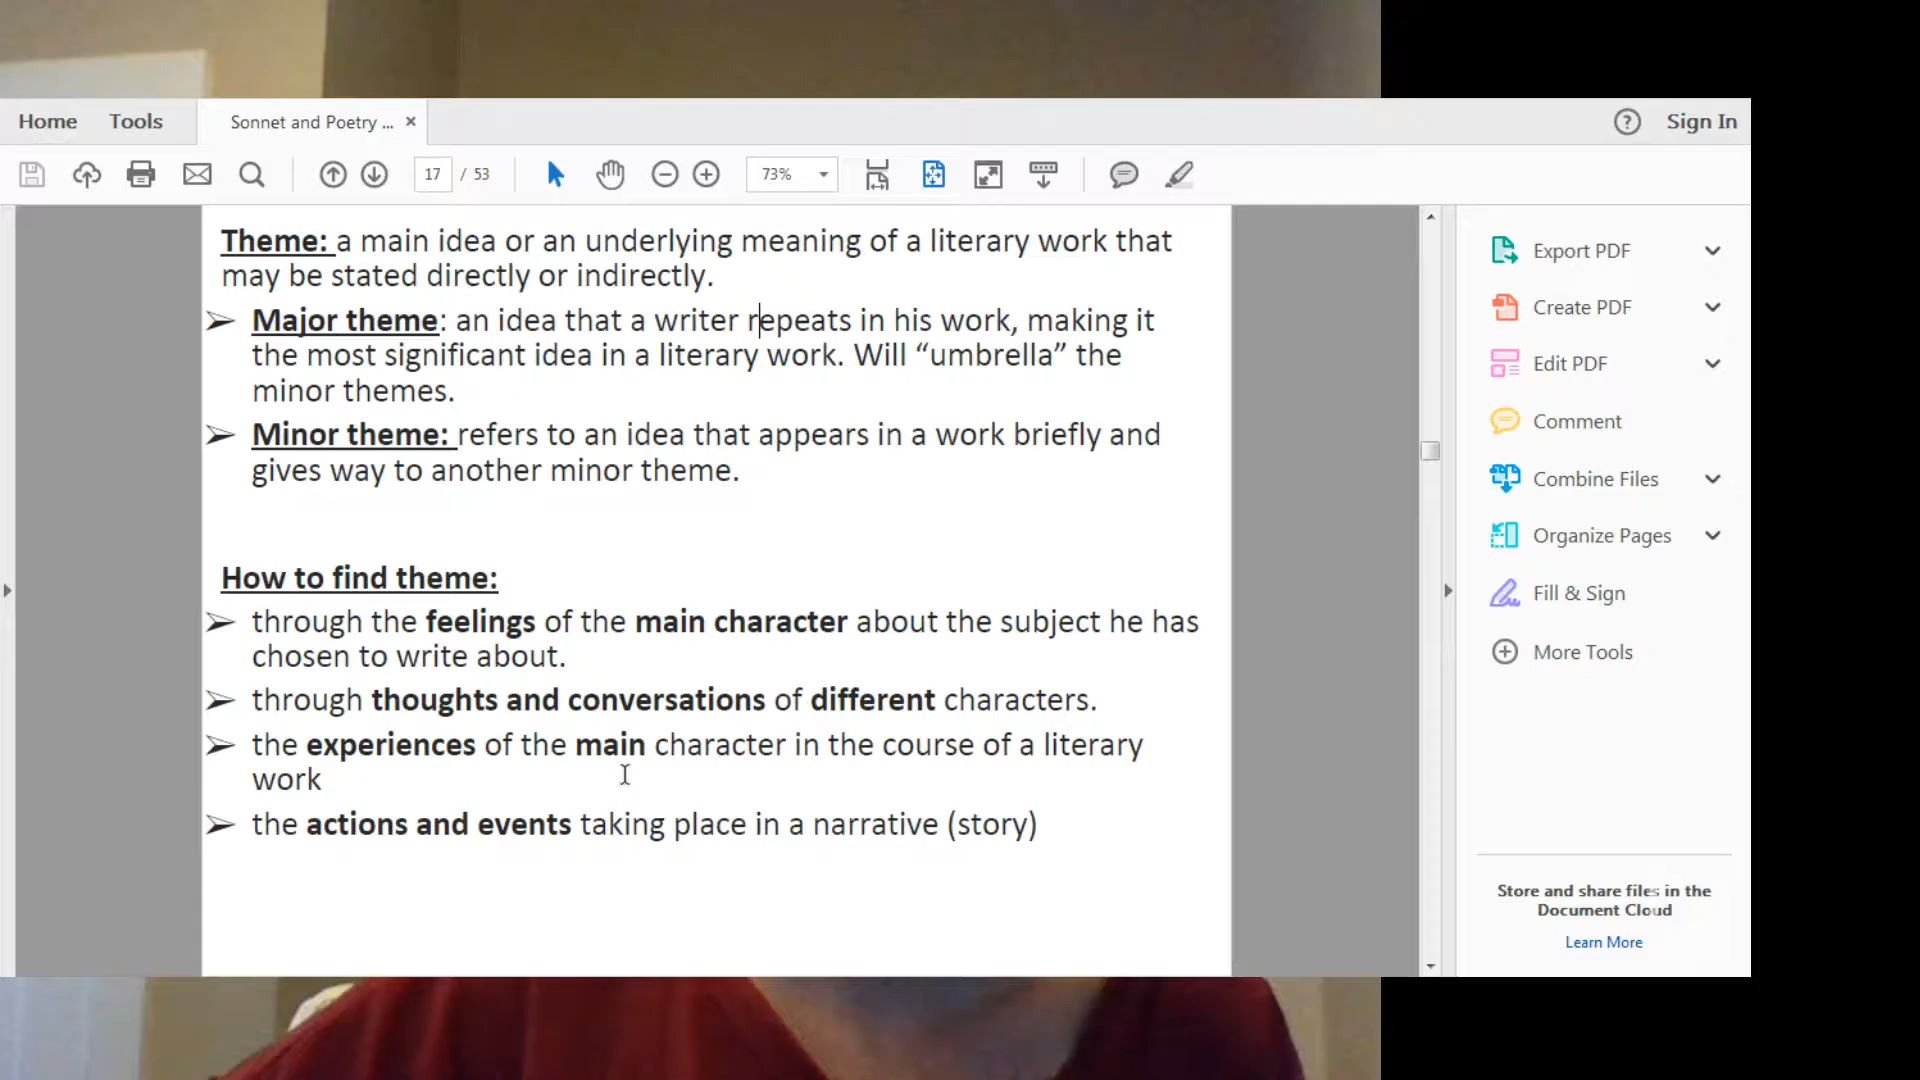 Home Tools Sonnet and Poetry ... × ? Sign In
17 / 53 73%
Theme: a main idea or an underlying meaning of a literary work that
may be stated directly or indirectly.
➢ Major theme: an idea that a writer repeats in his work, making it
the most significant idea in a literary work. Will “umbrella” the
minor themes.
➢ Minor theme: refers to an idea that appears in a work briefly and
gives way to another minor theme.
How to find theme:
➢ through the feelings of the main character about the subject he has
chosen to write about.
➢ through thoughts and conversations of different characters.
➢ the experiences of the main character in the course of a literary
work
➢ the actions and events taking place in a narrative (story)
Export PDF
Create PDF
Edit PDF
Comment
Combine Files
Organize Pages
Fill & Sign
More Tools
Store and share files in the
Document Cloud
Learn More